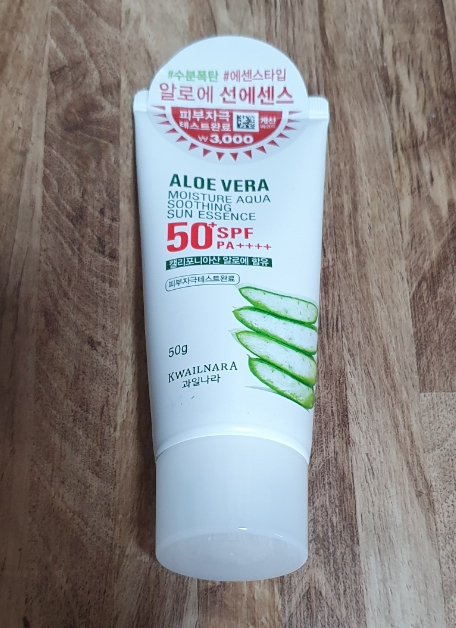 #수분폭탄 #에센스타입
알로에 선에센스
피부자극
테스트완료
₩3,000
ALOE VERA
MOISTURE AQUA
SOOTHING
SUN ESSENCE
50+ SPF
PA++++
캘리포니아산 알로에 함유
피부자극테스트완료
50g
KWAILNARA
과일나라